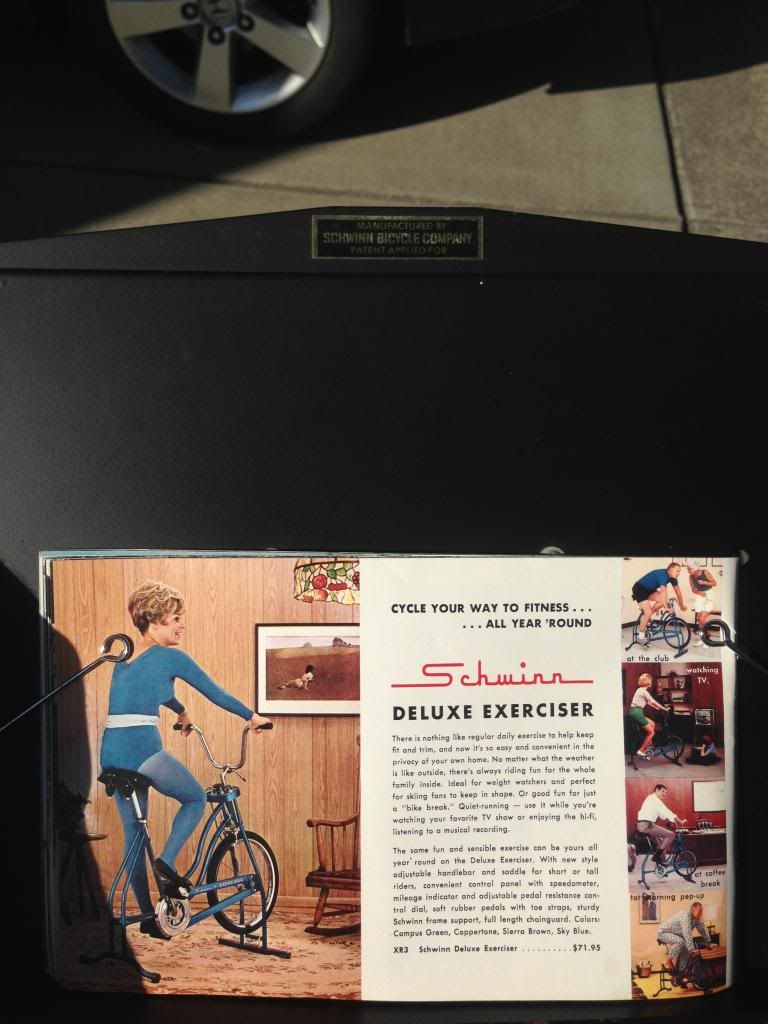 MANUFACTURED BY
SCHWINN BICYCLE COMPANY
PATENT APPLIED FOR
CYCLE YOUR WAY TO FITNESS...
...ALL YEAR 'ROUND
Schwinn
DELUXE EXERCISER
There is nothing like regular daily exercise to help keep
fit and trim, and now it's so easy and convenient in the
privacy of your own home. No matter what the weather
is like outside, there's always riding fun for the whole
family inside. Ideal for weight watchers and perfect
for skiing fans to keep in shape. Or good fun for just
a "bike break." Quiet-running — use it while you're
watching your favorite TV show or enjoying the hi-fi,
listening to a musical recording.
The same fun and sensible exercise can be yours all
year 'round on the Deluxe Exerciser. With new style
adjustable handlebar and saddle for short or tall
riders, convenient control panel with speedometer,
mileage indicator and adjustable pedal resistance con-
trol dial, soft rubber pedals with toe straps, sturdy
Schwinn frame support, full length chainguard. Colors:
Campus Green, Coppertone, Sierra Brown, Sky Blue.
XR3 Schwinn Deluxe Exerciser ..........$71.95
at the club
watching
TV.
at coffee
break
for morning pep-up